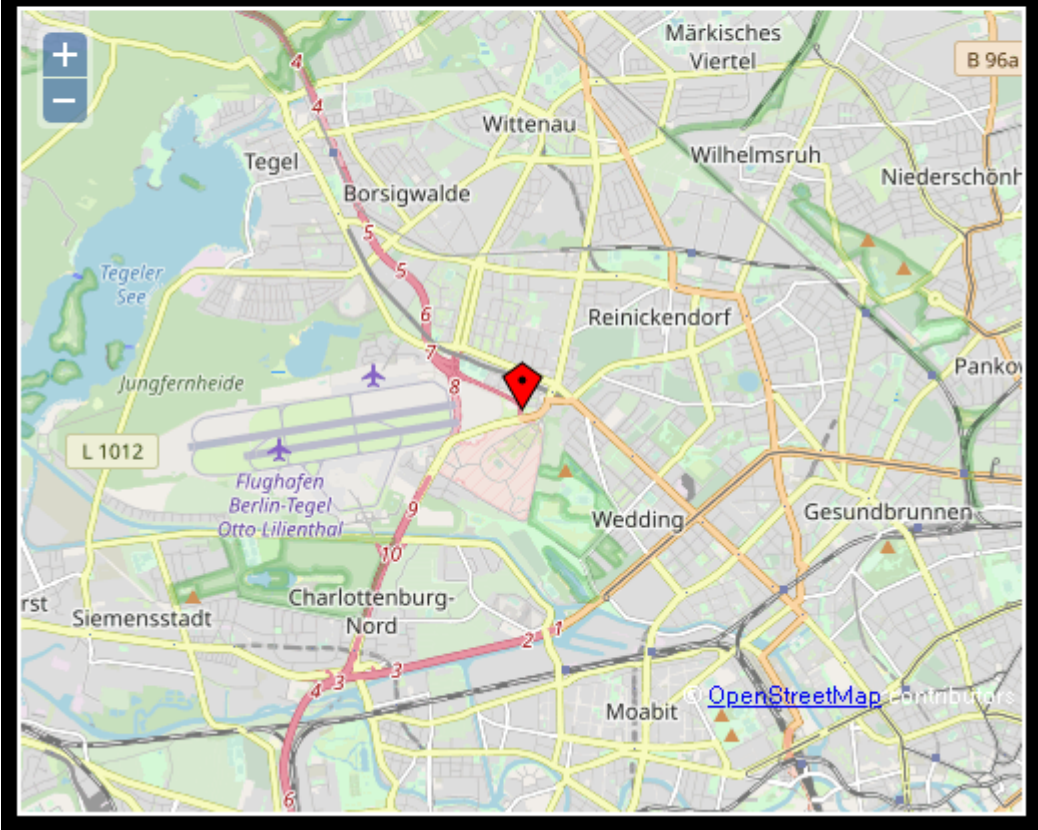 Märkisches
Viertel
+
−
4
B 96a
4
Wittenau
Tegel
Wilhelmsruh
Borsigwalde
Niederschönh
5
5
Tegeler
See
6
Reinickendorf
7
Jungfernheide
8
Panko
L 1012
Flughafen
Berlin-Tegel
Otto-Lilienthal
9
Wedding
Gesundbrunnen
10
rst
Siemensstadt
Charlottenburg-
Nord
2
1
3
4
3
Moabit
© OpenStreetMap contributors
6